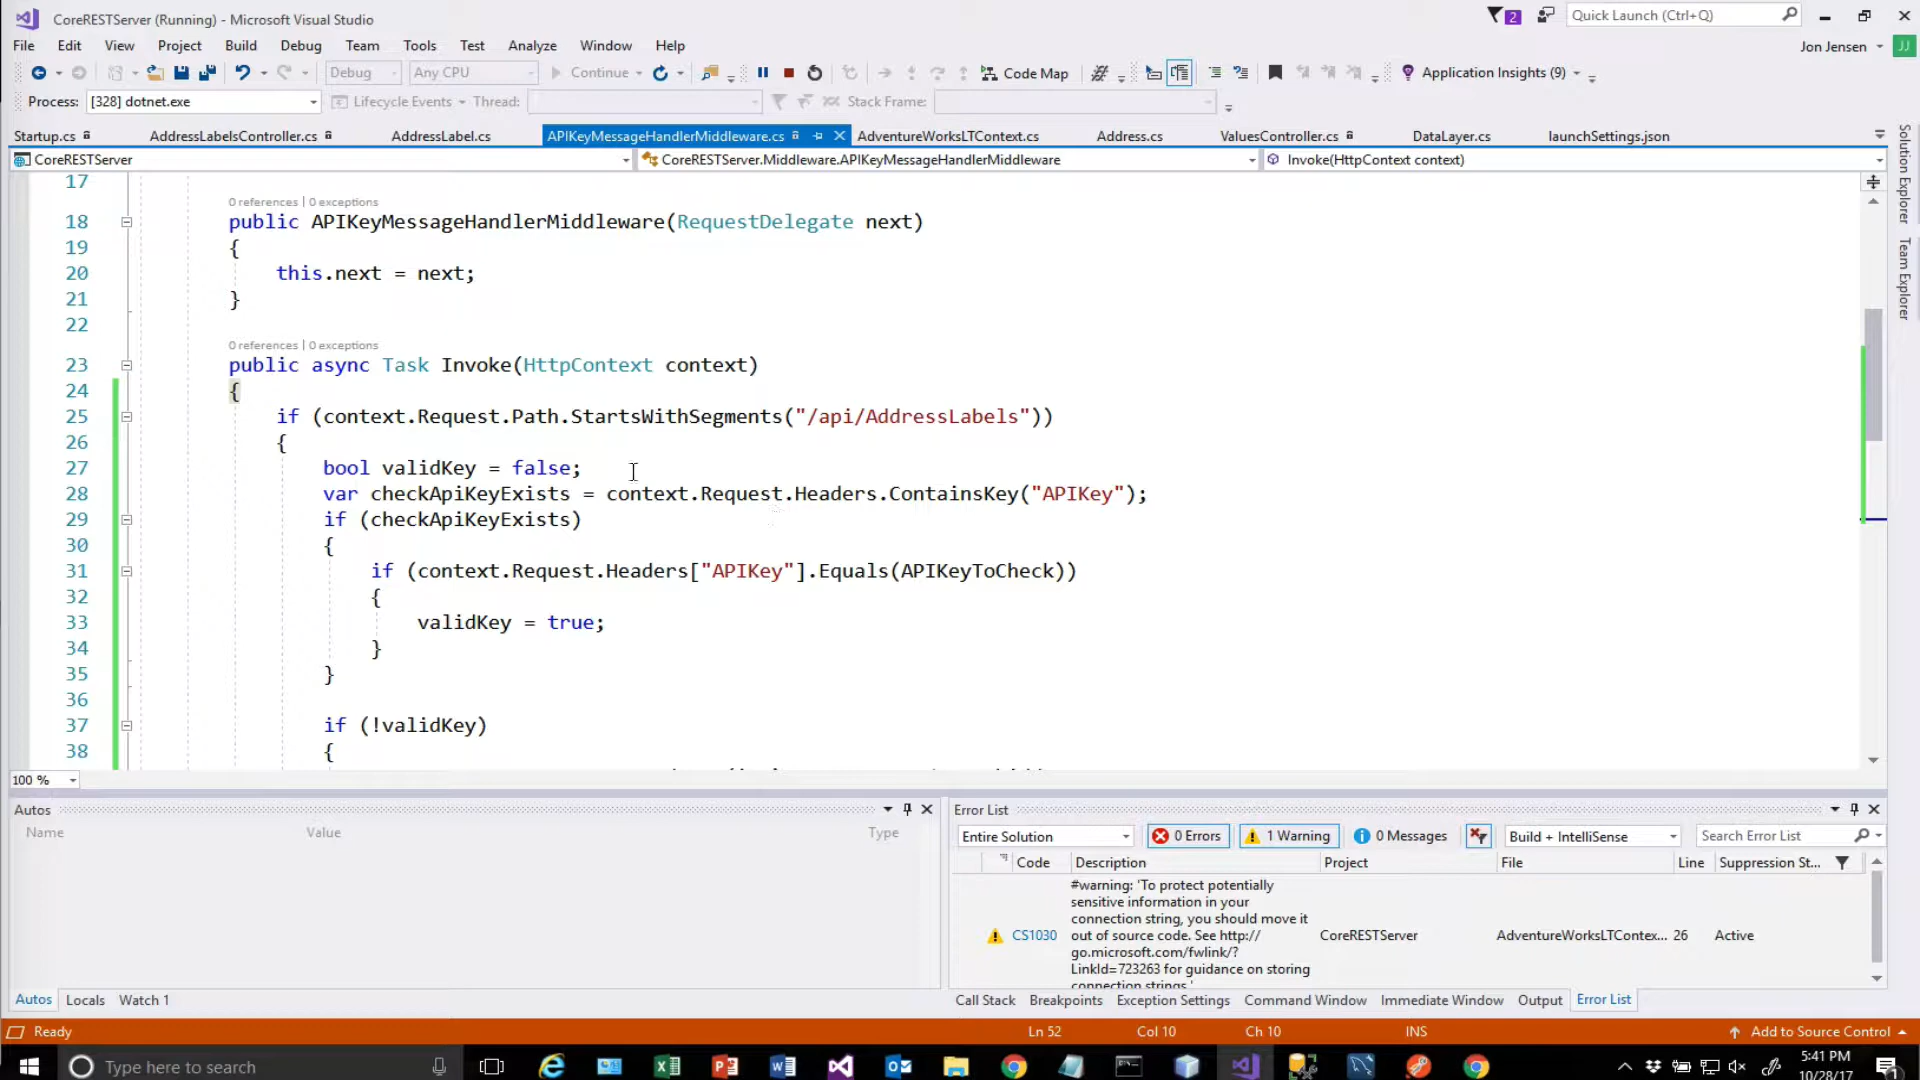 CoreRESTServer (Running) - Microsoft Visual Studio
2
Quick Launch (Ctrl+Q)
File Edit View Project Build Debug Team Tools Test Analyze Window Help
Jon Jensen JJ
Debug Any CPU Continue Code Map Application Insights (9)
Process: [328] dotnet.exe Lifecycle Events Thread: Stack Frame:
Startup.cs AddressLabelsController.cs AddressLabel.cs APIKeyMessageHandlerMiddleware.cs AdventureWorksLTContext.cs Address.cs ValuesController.cs DataLayer.cs launchSettings.json
CoreRESTServer CoreRESTServer.Middleware.APIKeyMessageHandlerMiddleware Invoke(HttpContext context)
Solution Explorer
Team Explorer
17
0 references | 0 exceptions
18 public APIKeyMessageHandlerMiddleware(RequestDelegate next)
19 {
20 this.next = next;
21 }
22
0 references | 0 exceptions
23 public async Task Invoke(HttpContext context)
24 {
25 if (context.Request.Path.StartsWithSegments("/api/AddressLabels"))
26 {
27 bool validKey = false;
28 var checkApiKeyExists = context.Request.Headers.ContainsKey("APIKey");
29 if (checkApiKeyExists)
30 {
31 if (context.Request.Headers["APIKey"].Equals(APIKeyToCheck))
32 {
33 validKey = true;
34 }
35 }
36
37 if (!validKey)
38 {
100 %
Autos
Name Value Type
Autos Locals Watch 1
Error List
Entire Solution 0 Errors 1 Warning 0 Messages Build + IntelliSense Search Error List
Code Description Project File Line Suppression St...
#warning: 'To protect potentially
sensitive information in your
connection string, you should move it
CS1030 out of source code. See http:// CoreRESTServer AdventureWorksLTContex... 26 Active
go.microsoft.com/fwlink/?
LinkId=723263 for guidance on storing
connection strings.'
Call Stack Breakpoints Exception Settings Command Window Immediate Window Output Error List
Ready Ln 52 Col 10 Ch 10 INS Add to Source Control
Type here to search
5:41 PM
10/28/17
1